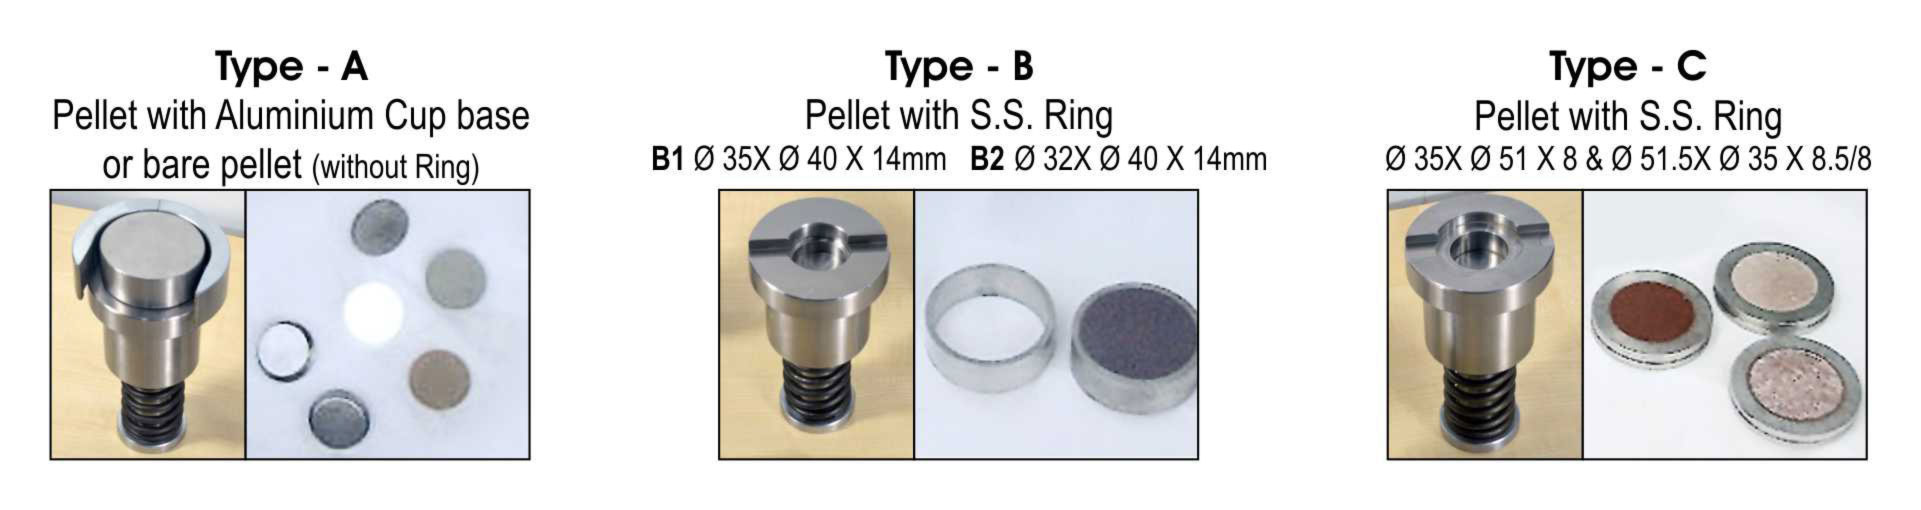 Type - A
Pellet with Aluminium Cup base
or bare pellet (without Ring)
Type - B
Pellet with S.S. Ring
B1 Ø 35X Ø 40 X 14mm B2 Ø 32X Ø 40 X 14mm
Type - C
Pellet with S.S. Ring
Ø 35X Ø 51 X 8 & Ø 51.5X Ø 35 X 8.5/8